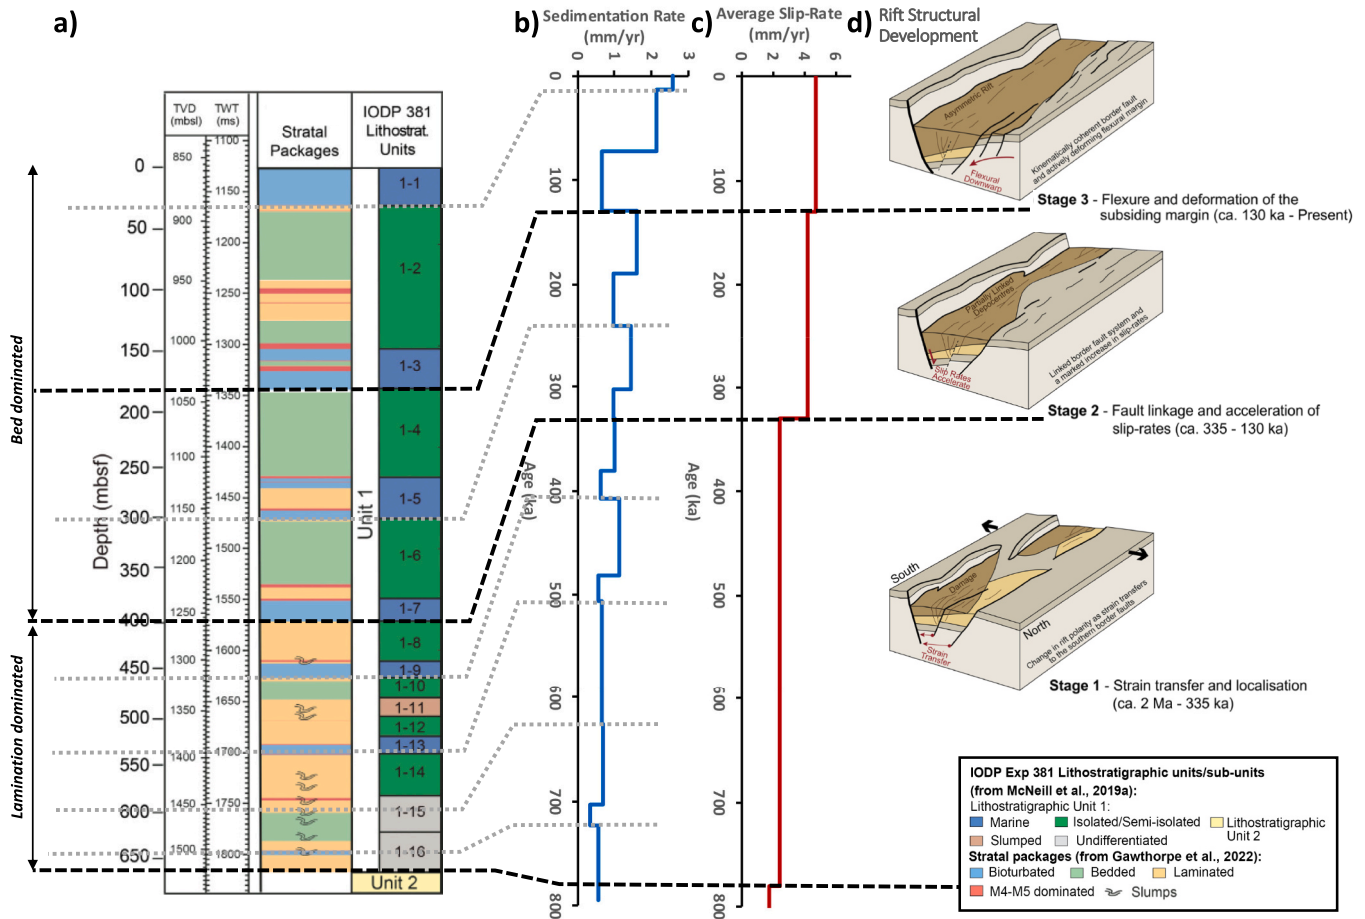 a)
TVD
(mbsl)
TWT
(ms)
Stratal
Packages
IODP 381
Lithostrat.
Units
Depth (mbsf)
0
50
100
150
200
250
300
350
400
450
500
550
600
650
850
900
950
1000
1050
1100
1150
1200
1250
1300
1350
1400
1450
1500
1100
1150
1200
1250
1300
1350
1400
1450
1500
1550
1600
1650
1700
1750
1800
Bed dominated
Lamination dominated
Unit 1
1-1
1-2
1-3
1-4
1-5
1-6
1-7
1-8
1-9
1-10
1-11
1-12
1-13
1-14
1-15
1-16
Unit 2
b)
Sedimentation Rate
(mm/yr)
0 1 2 3
0
100
200
300
400
500
600
700
800
Age (ka)
c)
Average Slip-Rate
(mm/yr)
0 2 4 6
0
100
200
300
400
500
600
700
800
Age (ka)
d)
Rift Structural
Development
Asymmetric Rift
Flexural
Downwarp
Kinematically coherent border fault
and actively deforming flexural margin
Stage 3 - Flexure and deformation of the
subsiding margin (ca. 130 ka - Present)
Partially Linked
Depocentres
Slip Rates
Accelerate
Linked border fault system and
a marked increase in slip-rates
Stage 2 - Fault linkage and acceleration of
slip-rates (ca. 335 - 130 ka)
South
Damage
Strain
Transfer
North
Change in rift polarity as strain transfers
to the southern border faults
Stage 1 - Strain transfer and localisation
(ca. 2 Ma - 335 ka)
IODP Exp 381 Lithostratigraphic units/sub-units
(from McNeill et al., 2019a):
Lithostratigraphic Unit 1:
Marine Isolated/Semi-isolated Lithostratigraphic
Unit 2
Slumped Undifferentiated
Stratal packages (from Gawthorpe et al., 2022):
Bioturbated Bedded Laminated
M4-M5 dominated Slumps